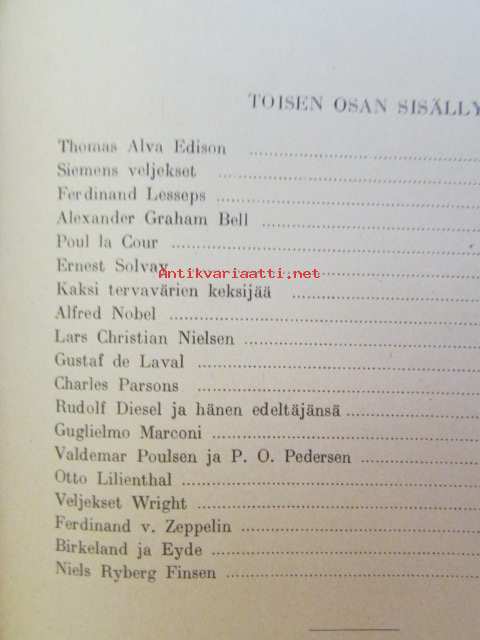 TOISEN OSAN SISÄLLY
Thomas Alva Edison
Siemens veljekset
Ferdinand Lesseps
Alexander Graham Bell
Poul la Cour
Ernest Solvay
Antikvariaatti.net
Kaksi tervavärien keksijää
Alfred Nobel
Lars Christian Nielsen
Gustaf de Laval
Charles Parsons
Rudolf Diesel ja hänen edeltäjänsä
Guglielmo Marconi
Valdemar Poulsen ja P. O. Pedersen
Otto Lilienthal
Veljekset Wright
Ferdinand v. Zeppelin
Birkeland ja Eyde
Niels Ryberg Finsen